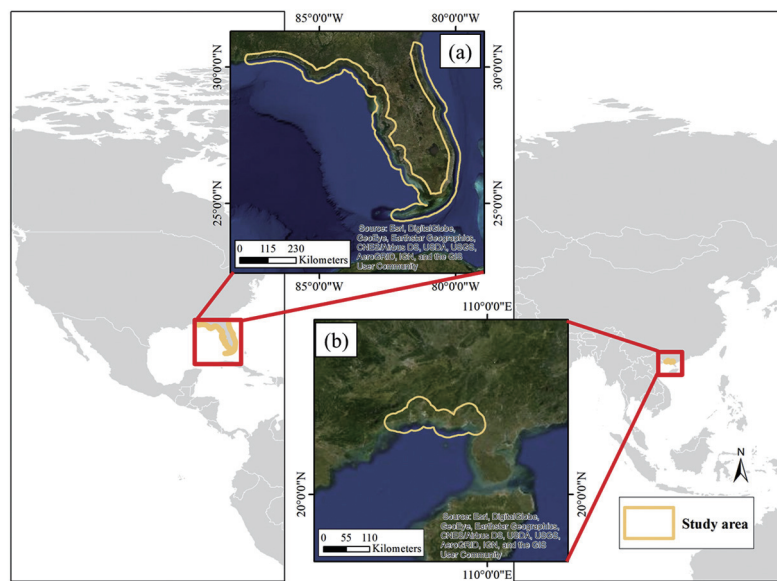 85°0'0"W
80°0'0"W
(a)
30°0'0"N
30°0'0"N
25°0'0"N
25°0'0"N
Source: Esri, DigitalGlobe,
GeoEye, Earthstar Geographics,
CNES/Airbus DS, USDA, USGS,
AeroGRID, IGN, and the GIS
User Community
0 115 230
Kilometers
85°0'0"W
80°0'0"W
110°0'0"E
(b)
20°0'0"N
20°0'0"N
Source: Esri, DigitalGlobe,
GeoEye, Earthstar Geographics,
CNES/Airbus DS, USDA, USGS,
AeroGRID, IGN, and the GIS
User Community
0 55 110
Kilometers
110°0'0"E
N
Study area